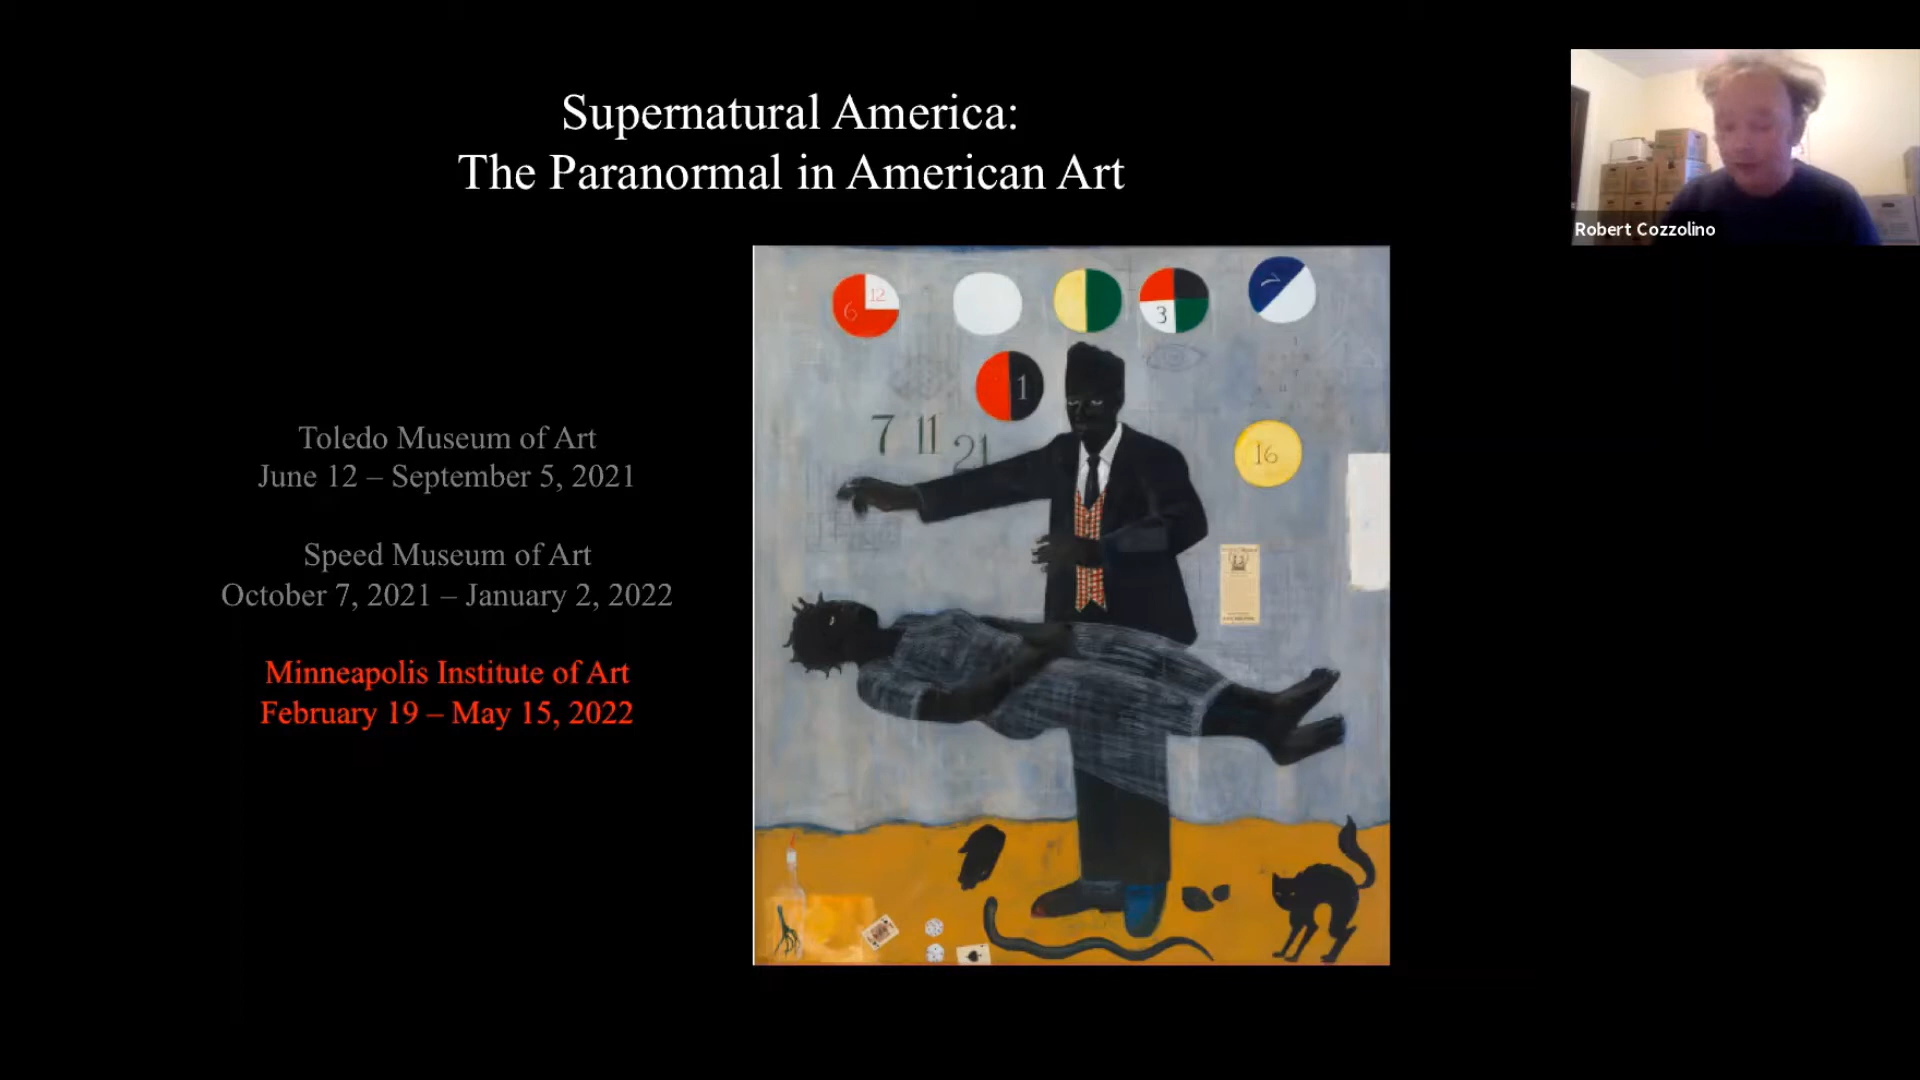 Supernatural America:
The Paranormal in American Art
Robert Cozzolino
Toledo Museum of Art
June 12 – September 5, 2021
Speed Museum of Art
October 7, 2021 – January 2, 2022
Minneapolis Institute of Art
February 19 – May 15, 2022
6 12
3
7
1
7 11 21
16